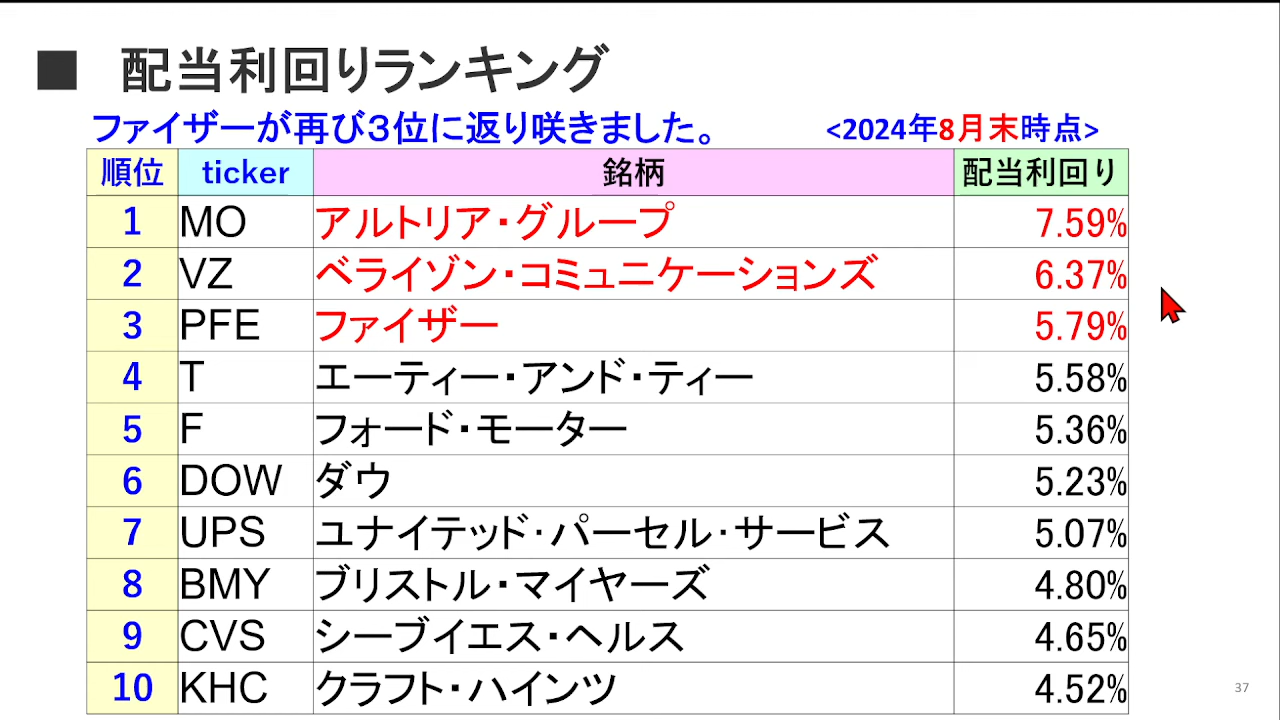 ■ 配当利回りランキング
ファイザーが再び３位に返り咲きました。 <2024年8月末時点>
順位 ticker 銘柄 配当利回り
1 MO アルトリア・グループ 7.59%
2 VZ ベライゾン・コミュニケーションズ 6.37%
3 PFE ファイザー 5.79%
4 T エーティー・アンド・ティー 5.58%
5 F フォード・モーター 5.36%
6 DOW ダウ 5.23%
7 UPS ユナイテッド・パーセル・サービス 5.07%
8 BMY ブリストル・マイヤーズ 4.80%
9 CVS シーブイエス・ヘルス 4.65%
10 KHC クラフト・ハインツ 4.52%
37